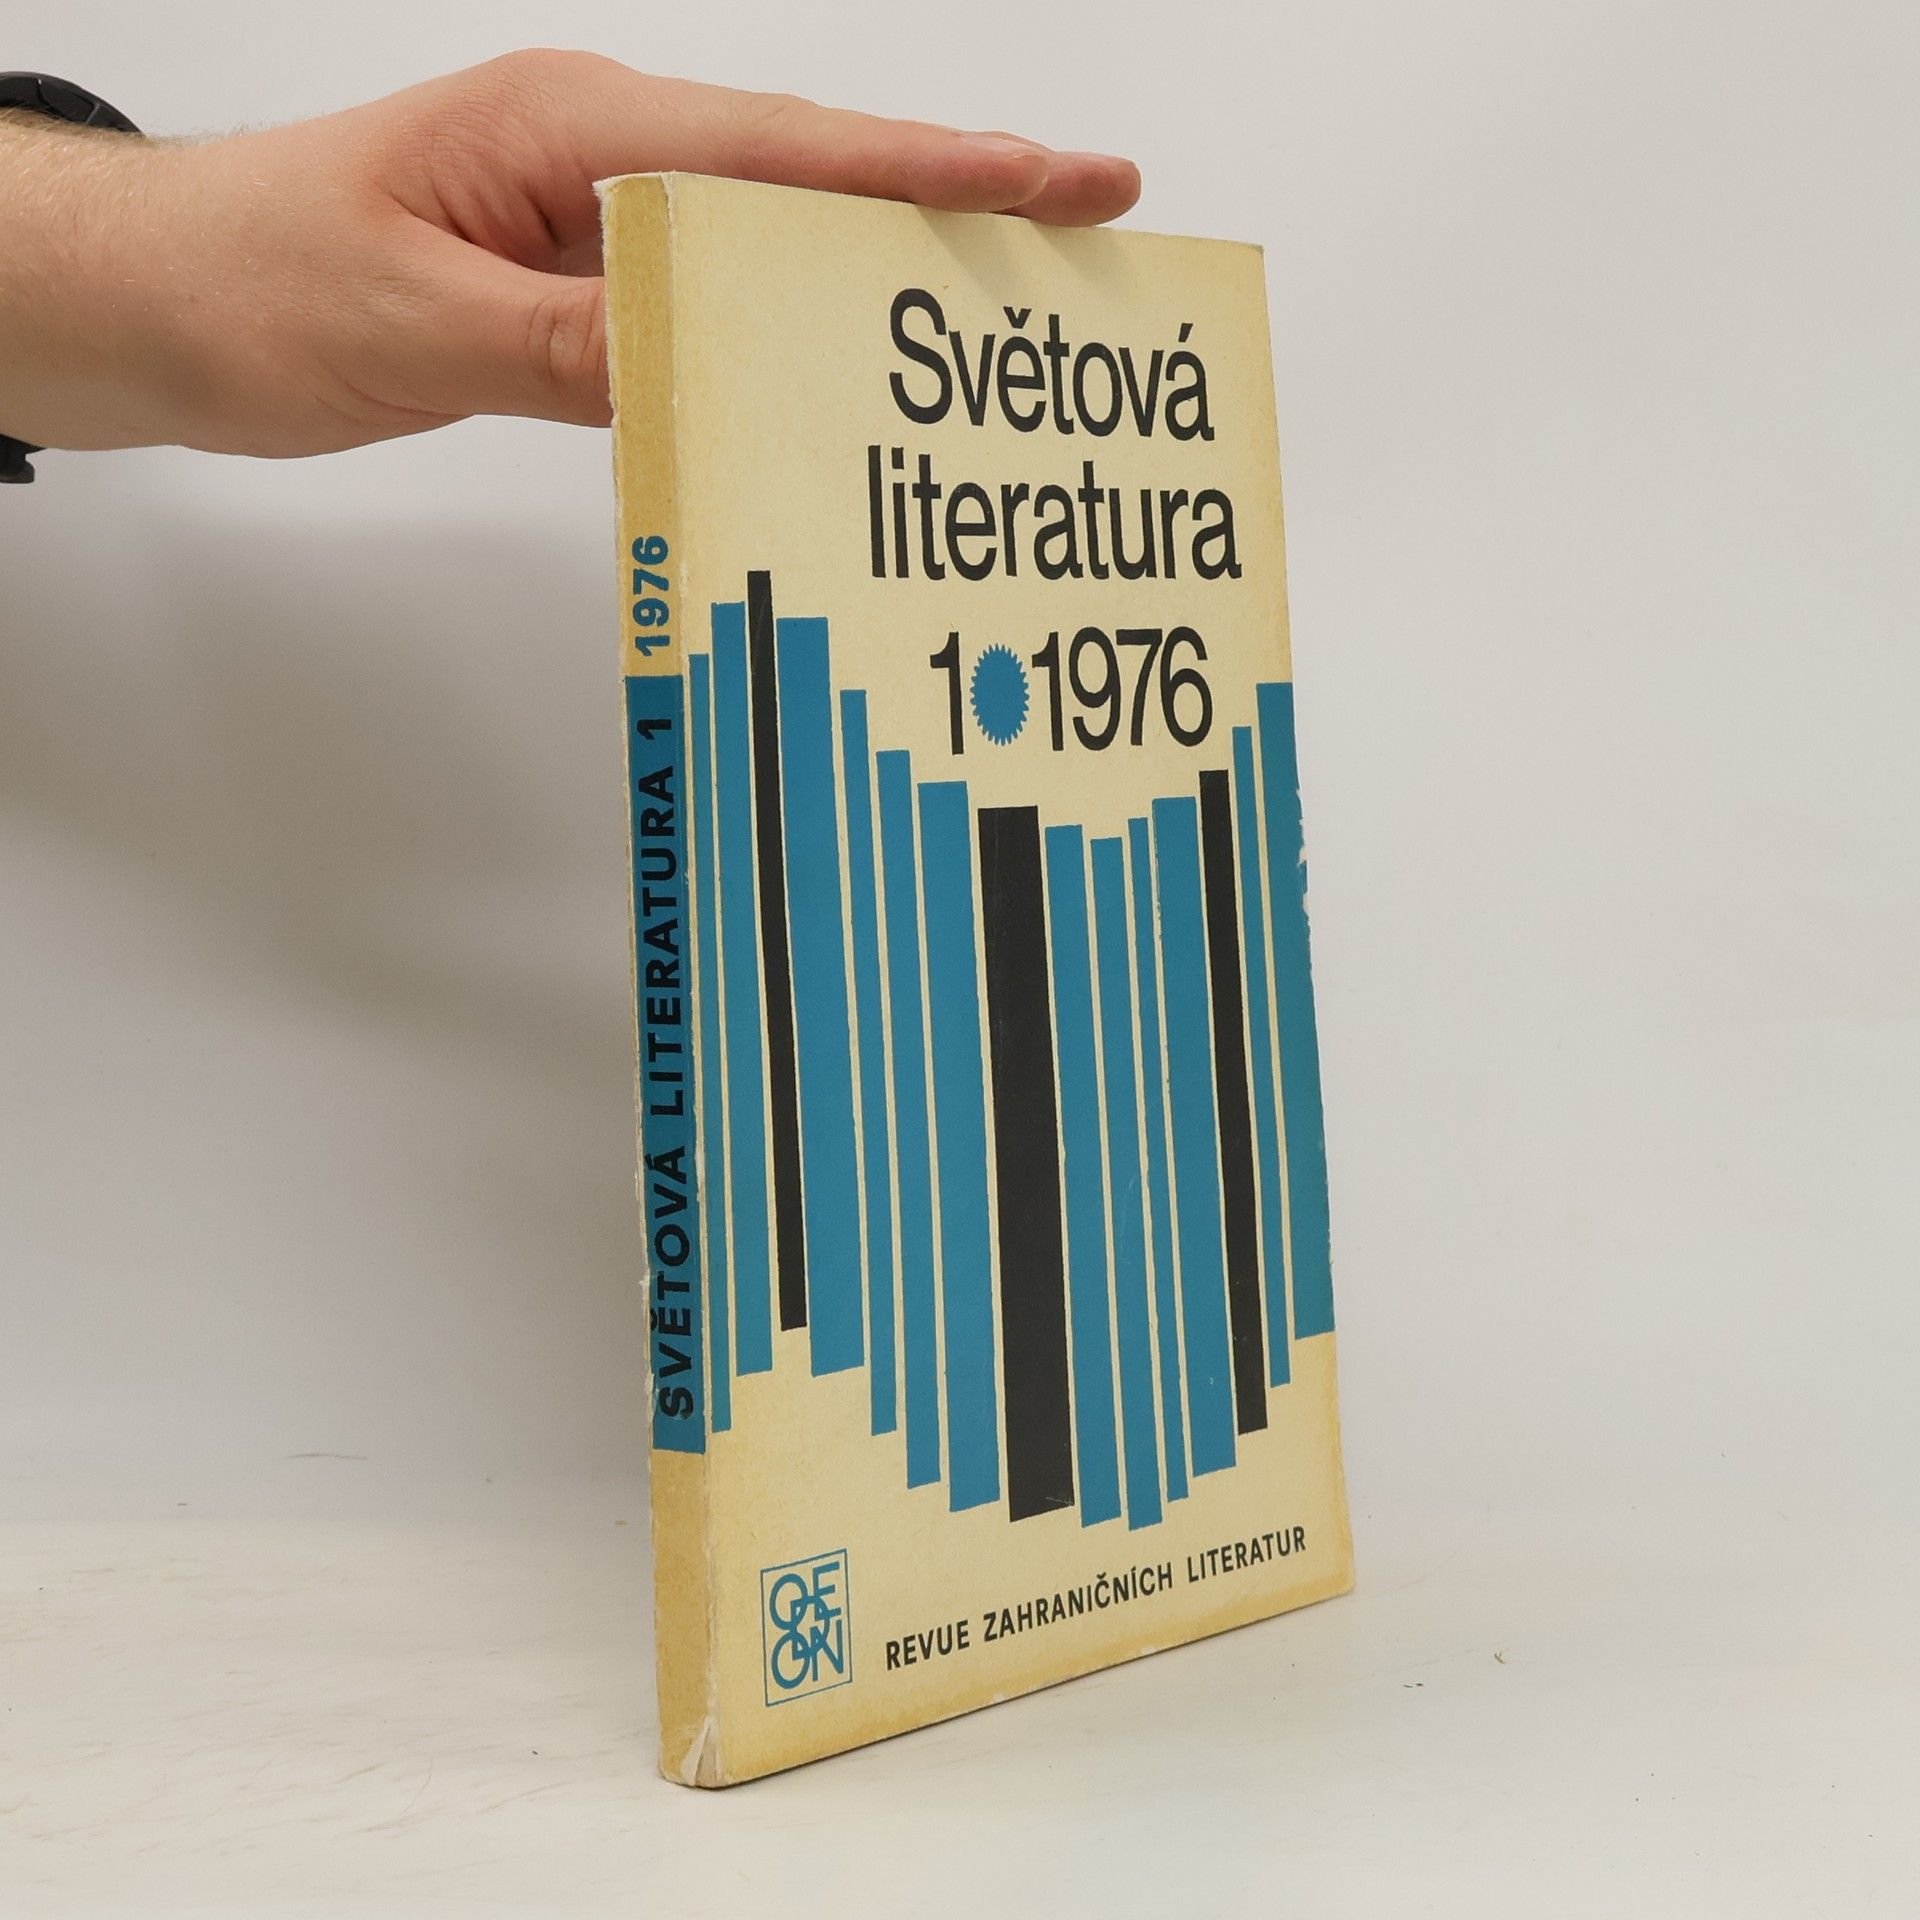 Světová
literatura
1 1976
SVĚTOVÁ LITERATURA 1 1976
ODEON
REVUE ZAHRANIČNÍCH LITERATUR